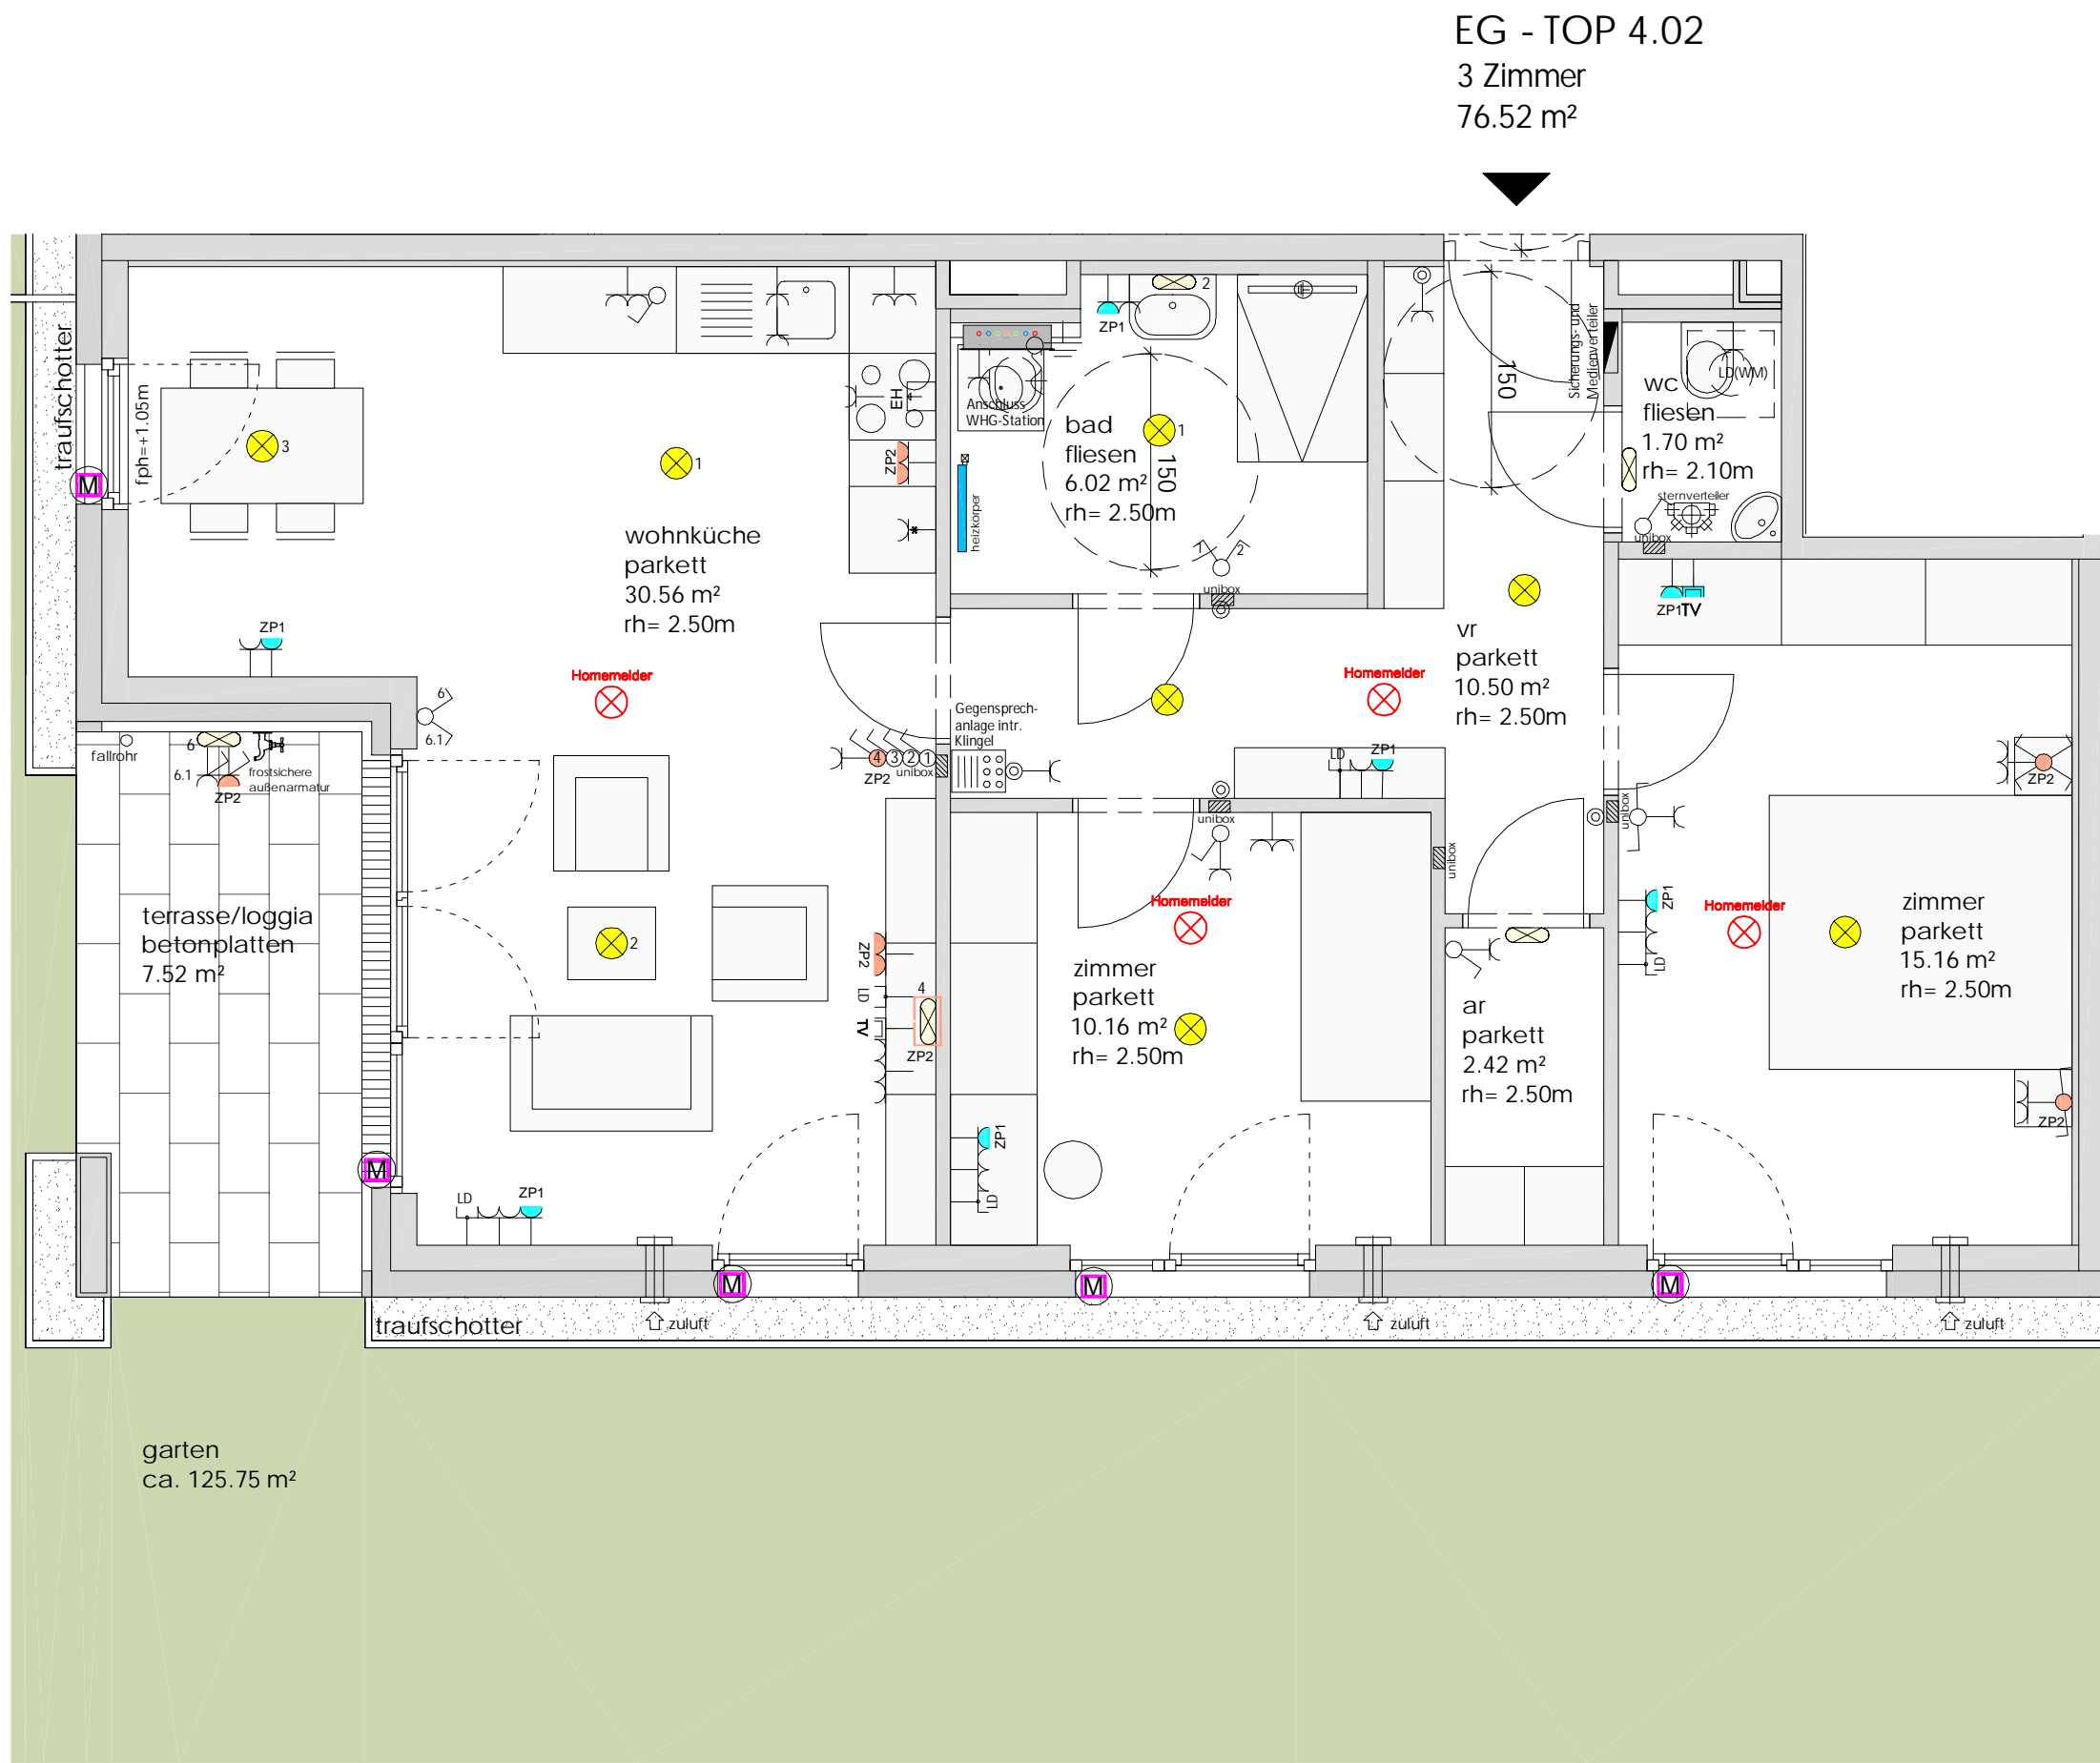 EG - TOP 4.02
3 Zimmer
76.52 m²
traufschotter
fph=+1.05m
M
3
1
EH
ZP2
*
wohnküche
parkett
30.56 m²
rh= 2.50m
ZP1
Homemelder
6
6.1
Anschluss
WHG-Station
heizkörper
ZP1
2
bad
fliesen
6.02 m²
rh= 2.50m
1
150
1
2
unibox
150
Sicherungs- und
Medienverteiler
wc
fliesen
1.70 m²
rh= 2.10m
LD(WM)
sternverteiler
unibox
ZP1
TV
vr
parkett
10.50 m²
rh= 2.50m
Homemelder
Gegensprech-
anlage intr.
Klingel
4
3
2
1
ZP2
unibox
LD
ZP1
unibox
unibox
unibox
fallrohr
6
6.1
ZP2
frostsichere
außenarmatur
terrasse/loggia
betonplatten
7.52 m²
2
ZP2
LD
TV
4
ZP2
M
LD
ZP1
Homemelder
zimmer
parkett
10.16 m²
rh= 2.50m
ZP1
LD
ar
parkett
2.42 m²
rh= 2.50m
ZP1
LD
Homemelder
zimmer
parkett
15.16 m²
rh= 2.50m
ZP2
ZP2
M
M
M
traufschotter
zuluft
zuluft
zuluft
garten
ca. 125.75 m²